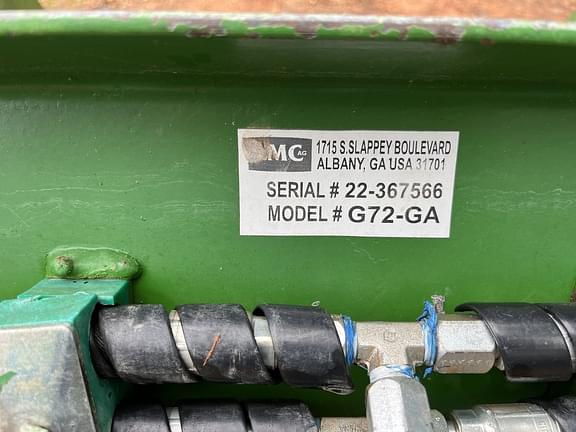 MC AG 1715 S.SLAPPEY BOULEVARD
ALBANY, GA USA 31701
SERIAL # 22-367566
MODEL # G72-GA